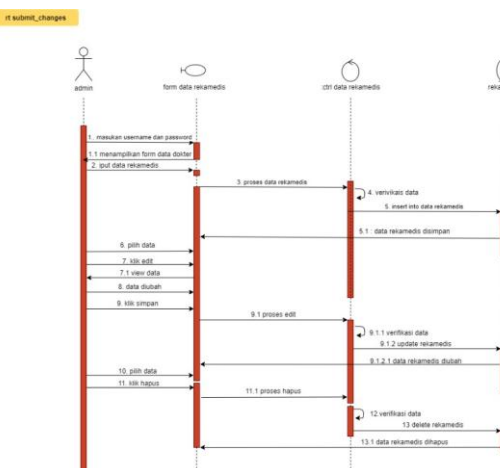 rt submit_changes
admin
form data rekamedis
ctrl data rekamedis
reka
1. masukan username dan password
1.1 menampilkan form data dokter
2. iput data rekamedis
3. proses data rekamedis
4. verivikais data
5. insert into data rekamedis
5.1 : data rekamedis disimpan
6. pilih data
7. klik edit
7.1 view data
8. data diubah
9. klik simpan
9.1 proses edit
9.1.1 verifikasi data
9.1.2 update rekamedis
9.1.2.1 data rekamedis diubah
10. pilih data
11. klik hapus
11.1 proses hapus
12.verifikasi data
13 delete rekamedis
13.1 data rekamedis dihapus